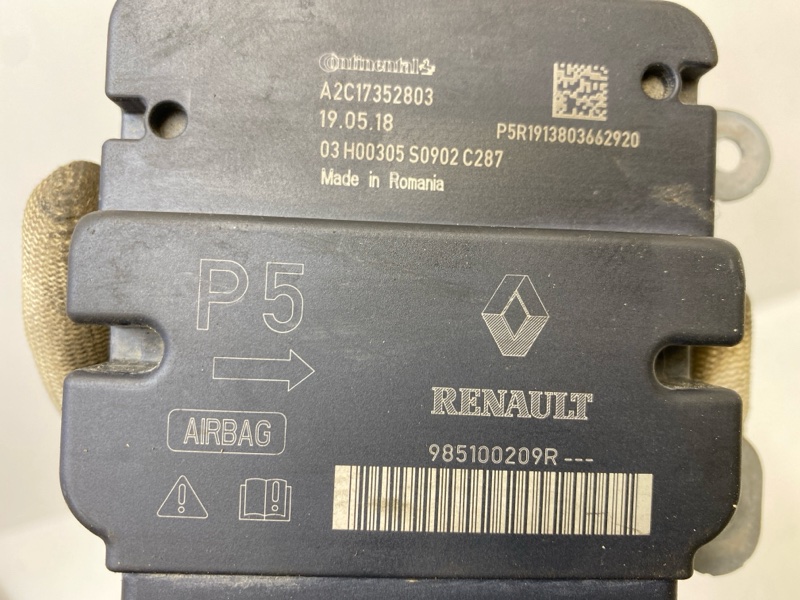 Continental
A2C17352803
19.05.18
P5R1913803662920
03 H00305 S0902 C287
Made in Romania
P5
RENAULT
AIRBAG
985100209R ---